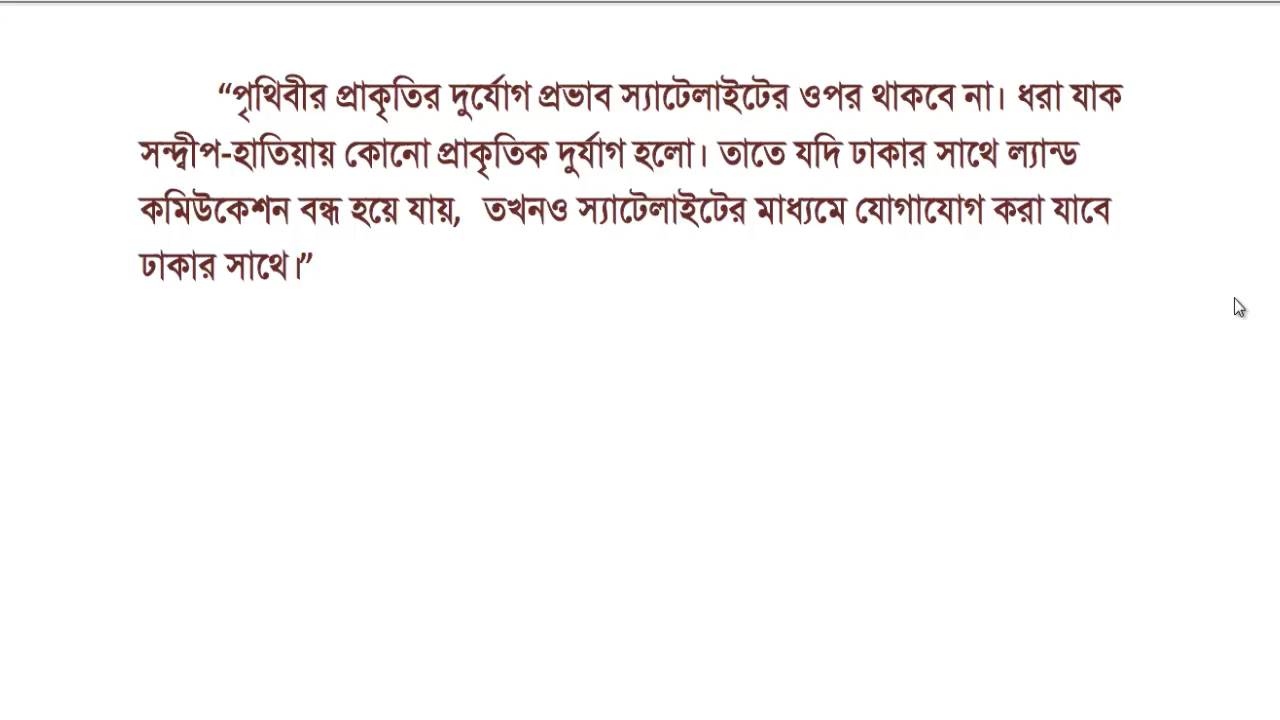 “পৃথিবীর প্রাকৃতির দুর্যোগ প্রভাব স্যাটেলাইটের ওপর থাকবে না। ধরা যাক
সন্দ্বীপ-হাতিয়ায় কোনো প্রাকৃতিক দুর্যাগ হলো। তাতে যদি ঢাকার সাথে ল্যান্ড
কমিউকেশন বন্ধ হয়ে যায়, তখনও স্যাটেলাইটের মাধ্যমে যোগাযোগ করা যাবে
ঢাকার সাথে।”